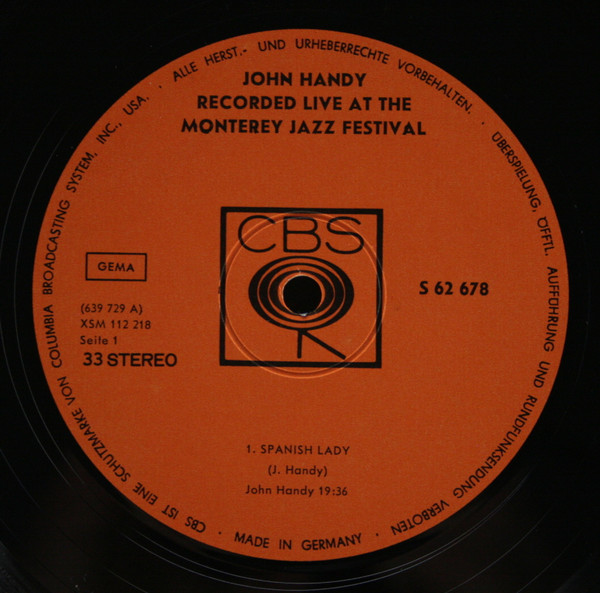 JOHN HANDY
RECORDED LIVE AT THE
MONTEREY JAZZ FESTIVAL
CBS
GEMA
S 62 678
(639 729 A)
XSM 112 218
Seite 1
33 STEREO
1. SPANISH LADY
(J. Handy)
John Handy 19:36
CBS IST EINE SCHUTZMARKE VON COLUMBIA BROADCASTING SYSTEM, INC., USA. · ALLE HERST.- UND URHEBERRECHTE VORBEHALTEN. · ÜBERSPIELUNG, ÖFFTL. AUFFÜHRUNG UND RUNDFUNKSENDUNG VERBOTEN · MADE IN GERMANY ·